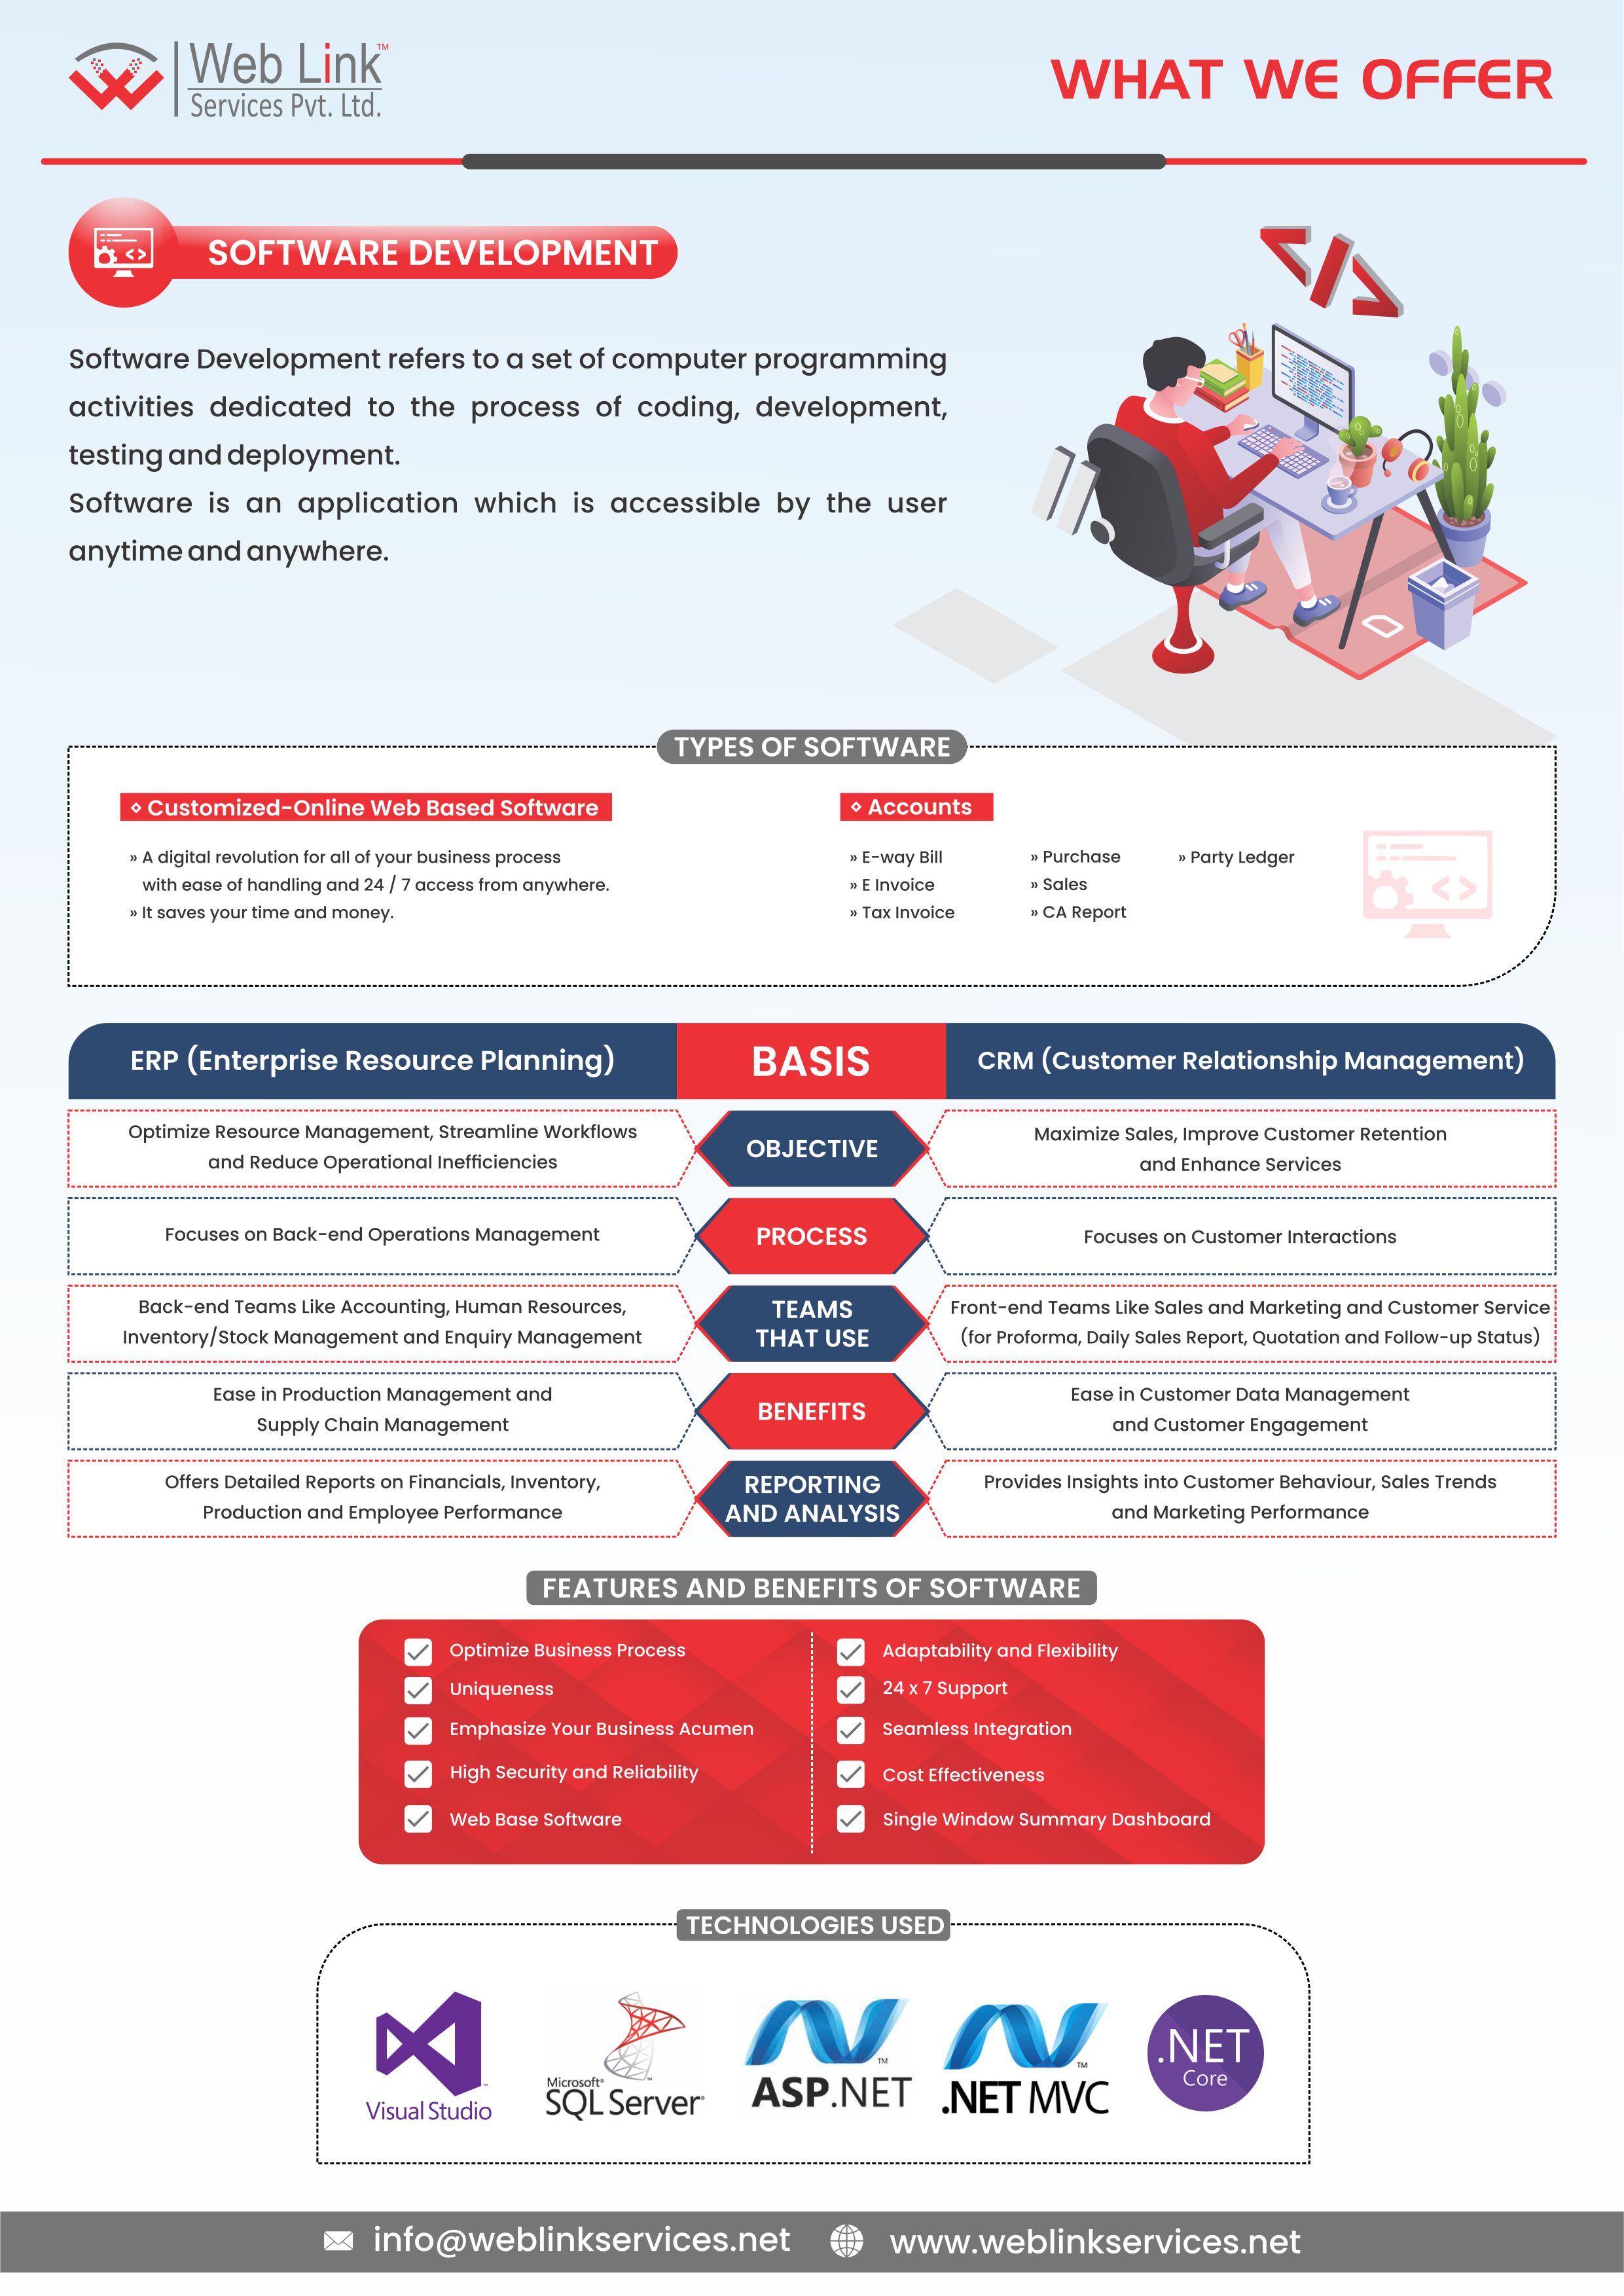 Web Link™
Services Pvt. Ltd.
WHAT WE OFFER
SOFTWARE DEVELOPMENT
Software Development refers to a set of computer programming
activities dedicated to the process of coding, development,
testing and deployment.
Software is an application which is accessible by the user
anytime and anywhere.
TYPES OF SOFTWARE
Customized-Online Web Based Software
» A digital revolution for all of your business process
with ease of handling and 24 / 7 access from anywhere.
» It saves your time and money.
Accounts
» E-way Bill
» E Invoice
» Tax Invoice
» Purchase
» Sales
» CA Report
» Party Ledger
ERP (Enterprise Resource Planning)
BASIS
CRM (Customer Relationship Management)
Optimize Resource Management, Streamline Workflows
and Reduce Operational Inefficiencies
OBJECTIVE
Maximize Sales, Improve Customer Retention
and Enhance Services
Focuses on Back-end Operations Management
PROCESS
Focuses on Customer Interactions
Back-end Teams Like Accounting, Human Resources,
Inventory/Stock Management and Enquiry Management
TEAMS
THAT USE
Front-end Teams Like Sales and Marketing and Customer Service
(for Proforma, Daily Sales Report, Quotation and Follow-up Status)
Ease in Production Management and
Supply Chain Management
BENEFITS
Ease in Customer Data Management
and Customer Engagement
Offers Detailed Reports on Financials, Inventory,
Production and Employee Performance
REPORTING
AND ANALYSIS
Provides Insights into Customer Behaviour, Sales Trends
and Marketing Performance
FEATURES AND BENEFITS OF SOFTWARE
Optimize Business Process
Uniqueness
Emphasize Your Business Acumen
High Security and Reliability
Web Base Software
Adaptability and Flexibility
24 x 7 Support
Seamless Integration
Cost Effectiveness
Single Window Summary Dashboard
TECHNOLOGIES USED
Visual Studio
Microsoft®
SQL Server®
ASP.NET
™
.NET MVC
™
.NET
Core
info@weblinkservices.net
www.weblinkservices.net